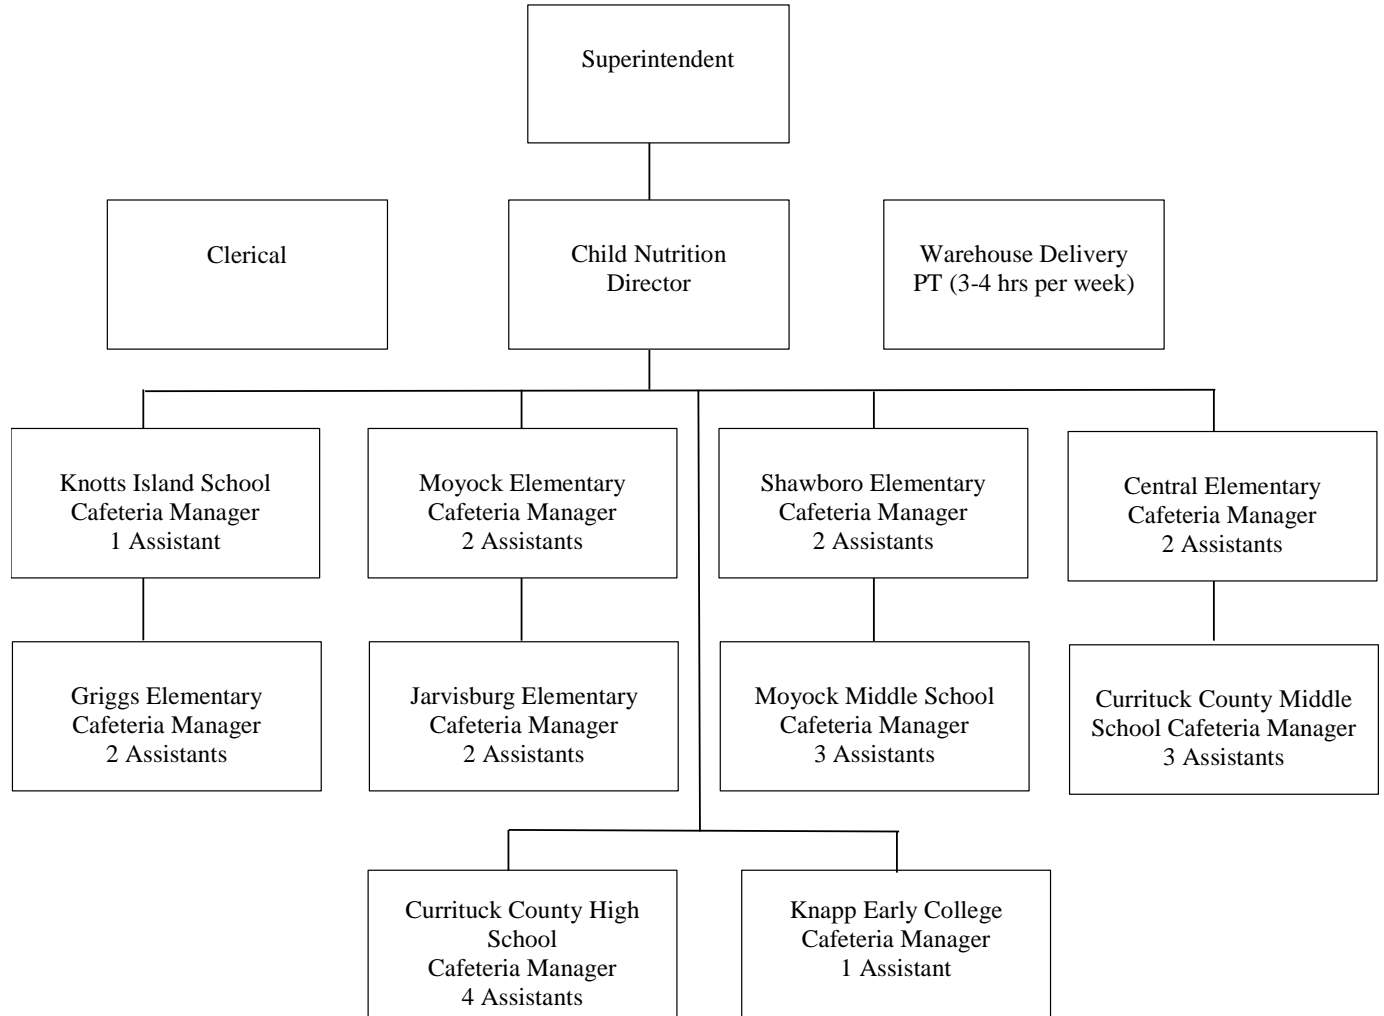 Superintendent
Clerical
Child Nutrition
Director
Warehouse Delivery
PT (3-4 hrs per week)
Knotts Island School
Cafeteria Manager
1 Assistant
Moyock Elementary
Cafeteria Manager
2 Assistants
Shawboro Elementary
Cafeteria Manager
2 Assistants
Central Elementary
Cafeteria Manager
2 Assistants
Griggs Elementary
Cafeteria Manager
2 Assistants
Jarvisburg Elementary
Cafeteria Manager
2 Assistants
Moyock Middle School
Cafeteria Manager
3 Assistants
Currituck County Middle
School Cafeteria Manager
3 Assistants
Currituck County High
School
Cafeteria Manager
4 Assistants
Knapp Early College
Cafeteria Manager
1 Assistant